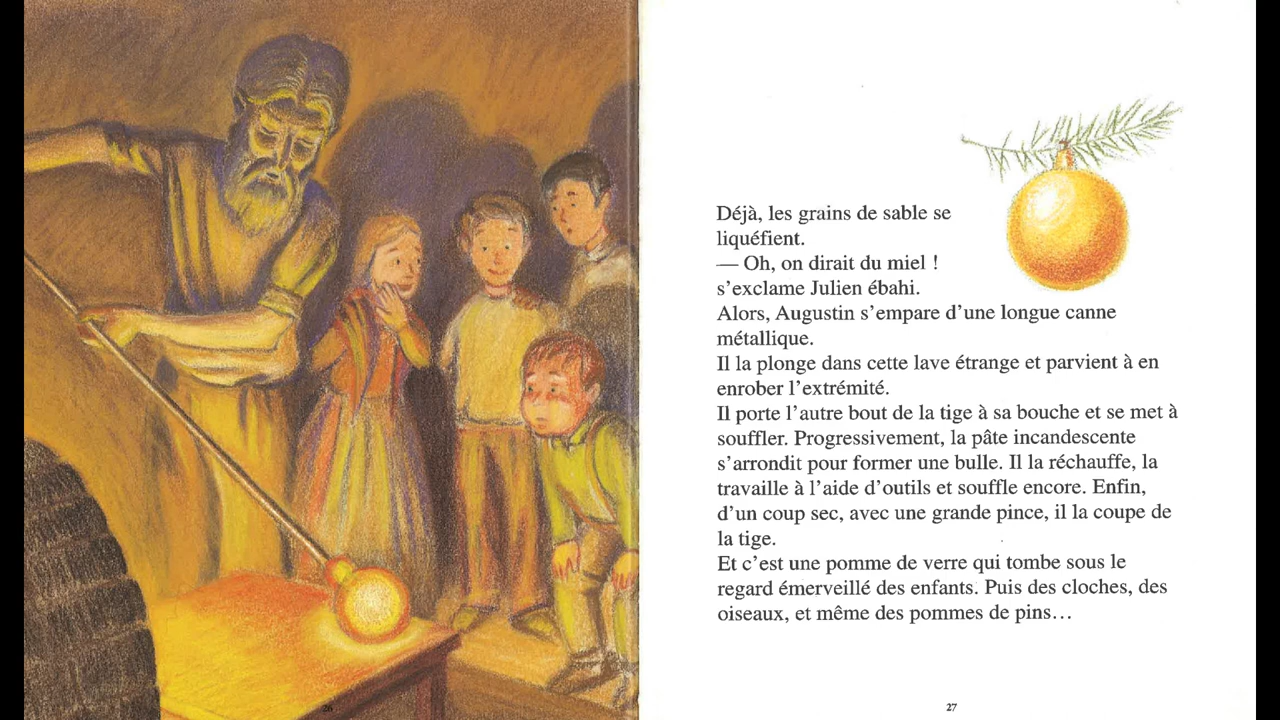 Déjà, les grains de sable se
liquéfient.
— Oh, on dirait du miel !
s’exclame Julien ébahi.
Alors, Augustin s’empare d’une longue canne
métallique.
Il la plonge dans cette lave étrange et parvient à en
enrober l’extrémité.
Il porte l’autre bout de la tige à sa bouche et se met à
souffler. Progressivement, la pâte incandescente
s’arrondit pour former une bulle. Il la réchauffe, la
travaille à l’aide d’outils et souffle encore. Enfin,
d’un coup sec, avec une grande pince, il la coupe de
la tige.
Et c’est une pomme de verre qui tombe sous le
regard émerveillé des enfants. Puis des cloches, des
oiseaux, et même des pommes de pins…
26
27